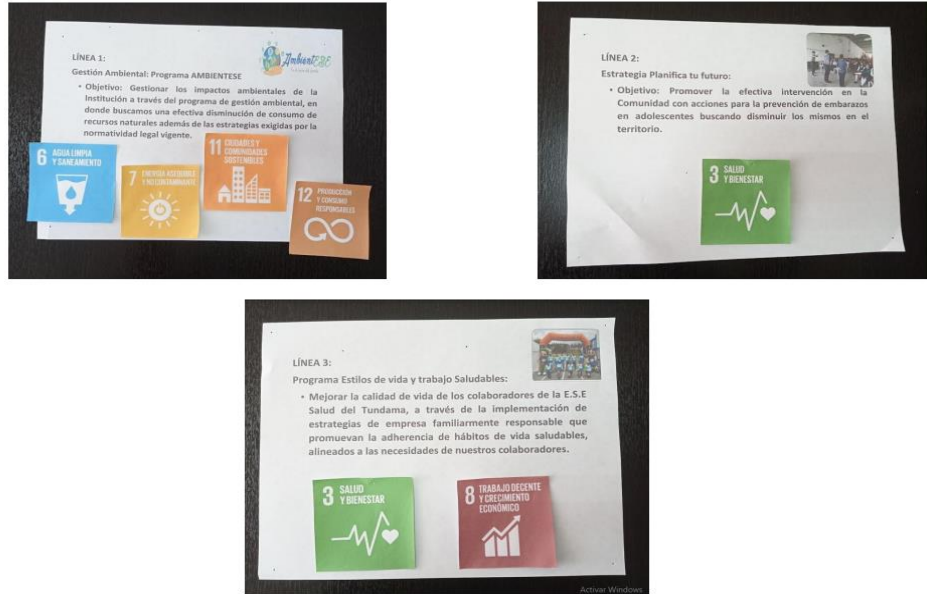 LÍNEA 1:
AmbientESE
Gestión Ambiental: Programa AMBIENTESE
• Objetivo: Gestionar los impactos ambientales de la
Institución a través del programa de gestión ambiental, en
donde buscamos una efectiva disminución de consumo de
recursos naturales además de las estrategias exigidas por la
normatividad legal vigente.
6 AGUA LIMPIA
Y SANEAMIENTO
7 ENERGÍA ASEQUIBLE
Y NO CONTAMINANTE
11 CIUDADES Y
COMUNIDADES
SOSTENIBLES
12 PRODUCCIÓN
Y CONSUMO
RESPONSABLES
LÍNEA 2:
Estrategia Planifica tu futuro:
• Objetivo: Promover la efectiva intervención en la
Comunidad con acciones para la prevención de embarazos
en adolescentes buscando disminuir los mismos en el
territorio.
3 SALUD
Y BIENESTAR
LÍNEA 3:
Programa Estilos de vida y trabajo Saludables:
• Mejorar la calidad de vida de los colaboradores de la E.S.E
Salud del Tundama, a través de la implementación de
estrategias de empresa familiarmente responsable que
promuevan la adherencia de hábitos de vida saludables,
alineados a las necesidades de nuestros colaboradores.
3 SALUD
Y BIENESTAR
8 TRABAJO DECENTE
Y CRECIMIENTO
ECONÓMICO
Activar Windows